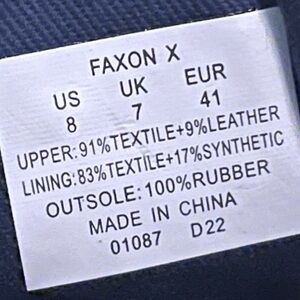 FAXON X
US UK EUR
8 7 41
UPPER:91%TEXTILE+9%LEATHER
LINING:83%TEXTILE+17%SYNTHETIC
OUTSOLE:100%RUBBER
MADE IN CHINA
01087 D22